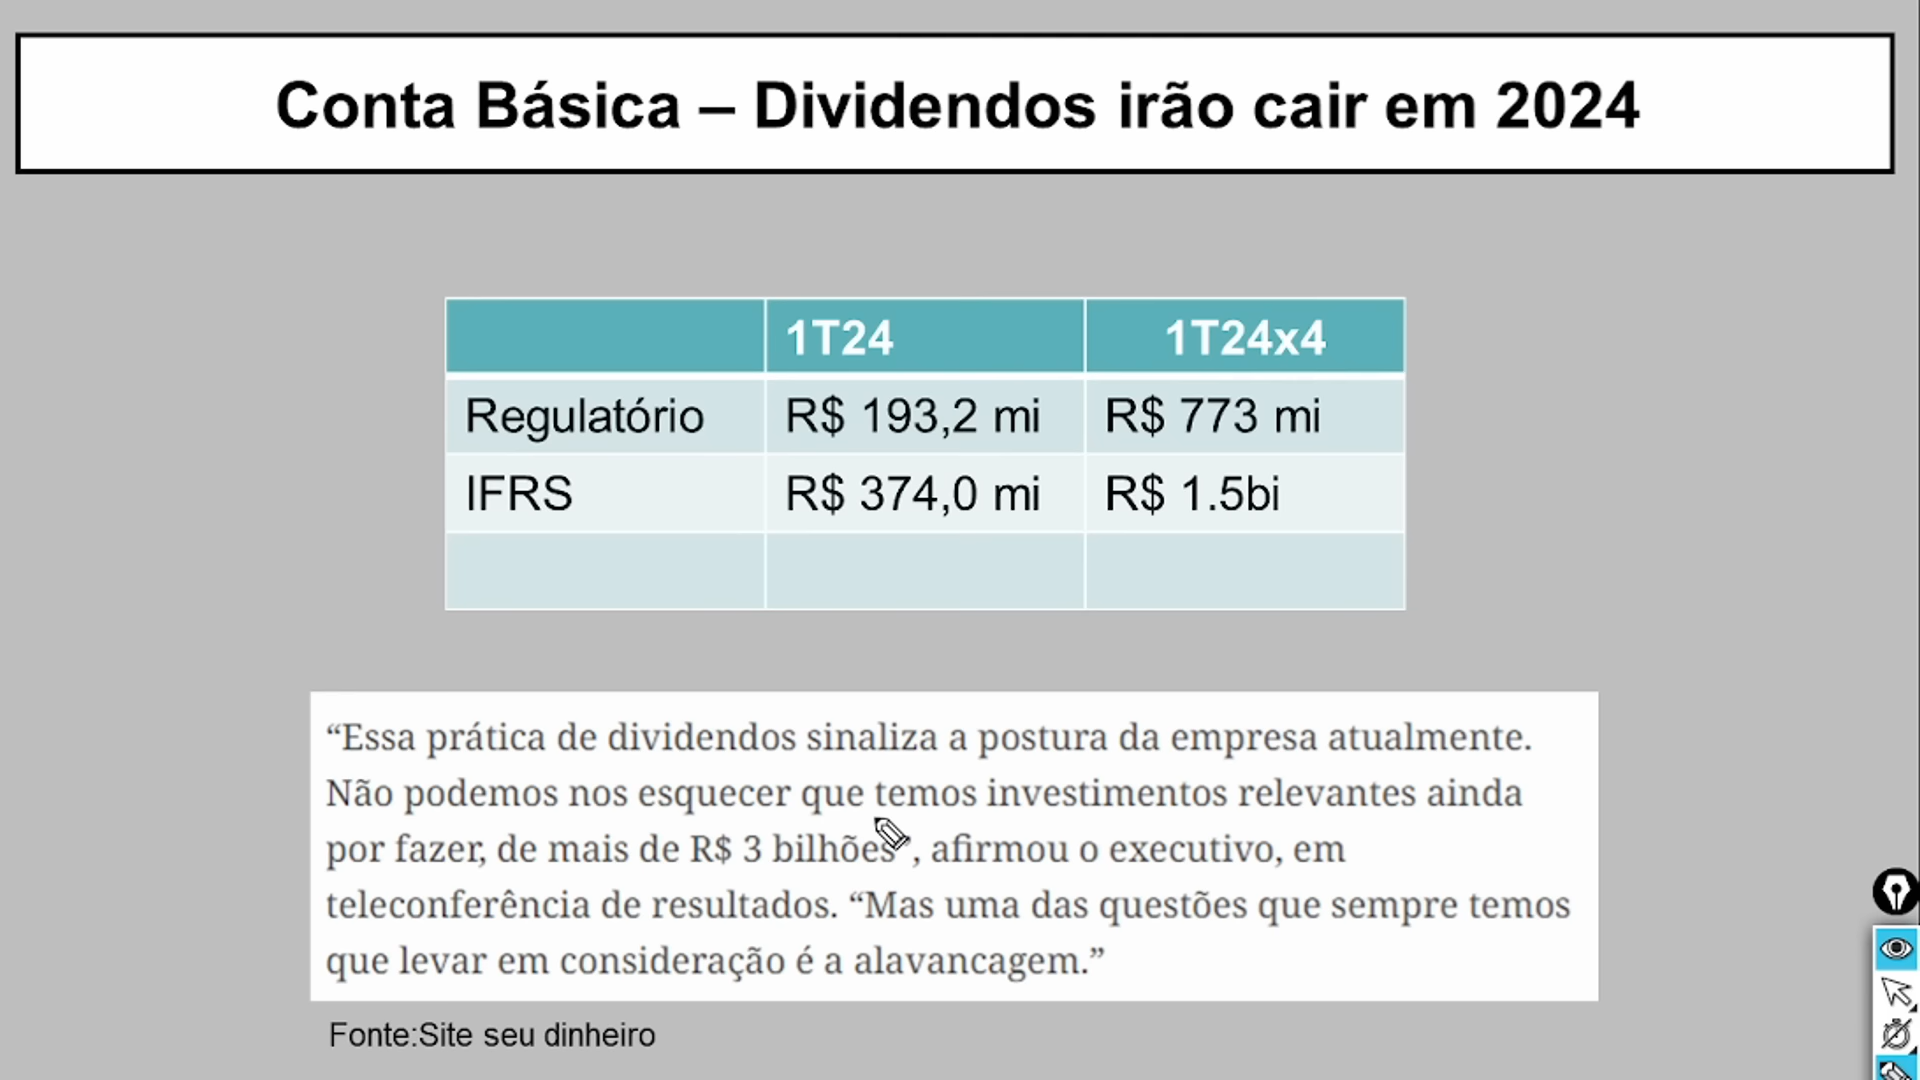 Conta Básica – Dividendos irão cair em 2024
1T24 1T24x4
Regulatório R$ 193,2 mi R$ 773 mi
IFRS R$ 374,0 mi R$ 1.5bi
“Essa prática de dividendos sinaliza a postura da empresa atualmente.
Não podemos nos esquecer que temos investimentos relevantes ainda
por fazer, de mais de R$ 3 bilhões”, afirmou o executivo, em
teleconferência de resultados. “Mas uma das questões que sempre temos
que levar em consideração é a alavancagem.”
Fonte:Site seu dinheiro